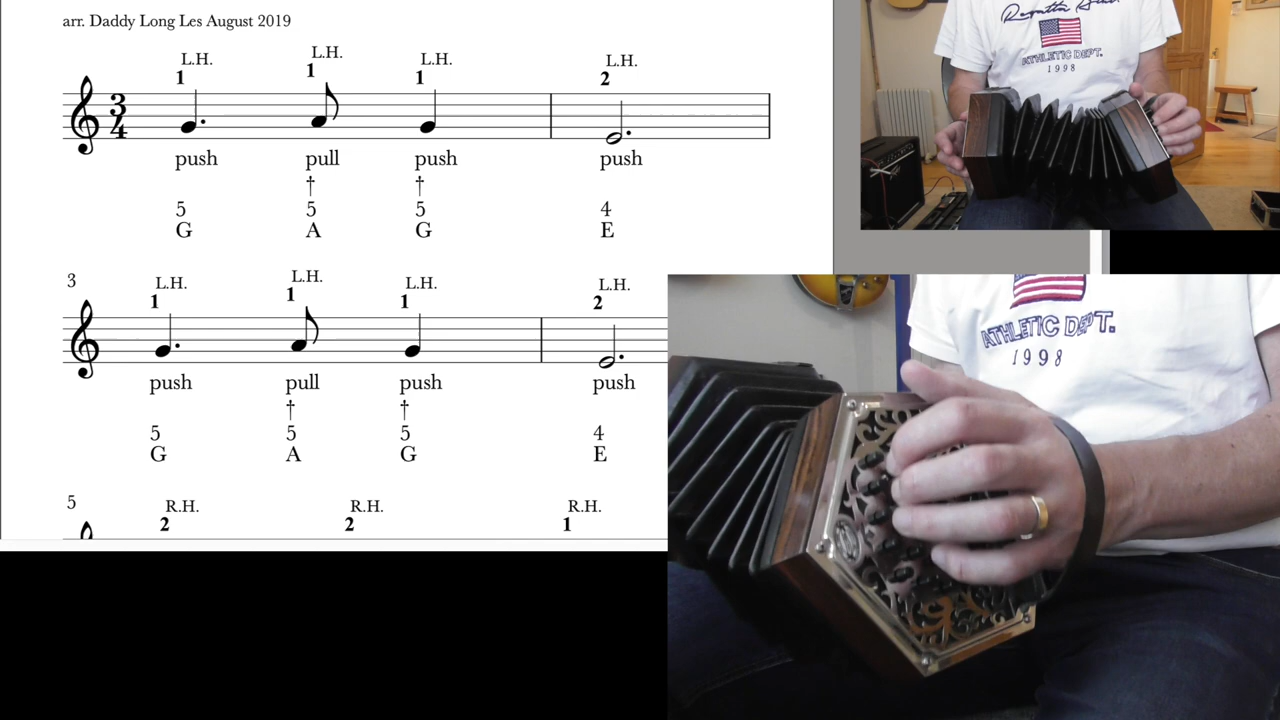 arr. Daddy Long Les August 2019
L.H. L.H. L.H. L.H.
1 1 1 2
3
4
push pull push push
† †
5 5 5 4
G A G E
3
L.H. L.H. L.H. L.H.
1 1 1 2
push pull push push
† †
5 5 5 4
G A G E
5
R.H. R.H. R.H.
2 2 1
ATHLETIC DEPT.
1998
ATHLETIC DEPT.
1998